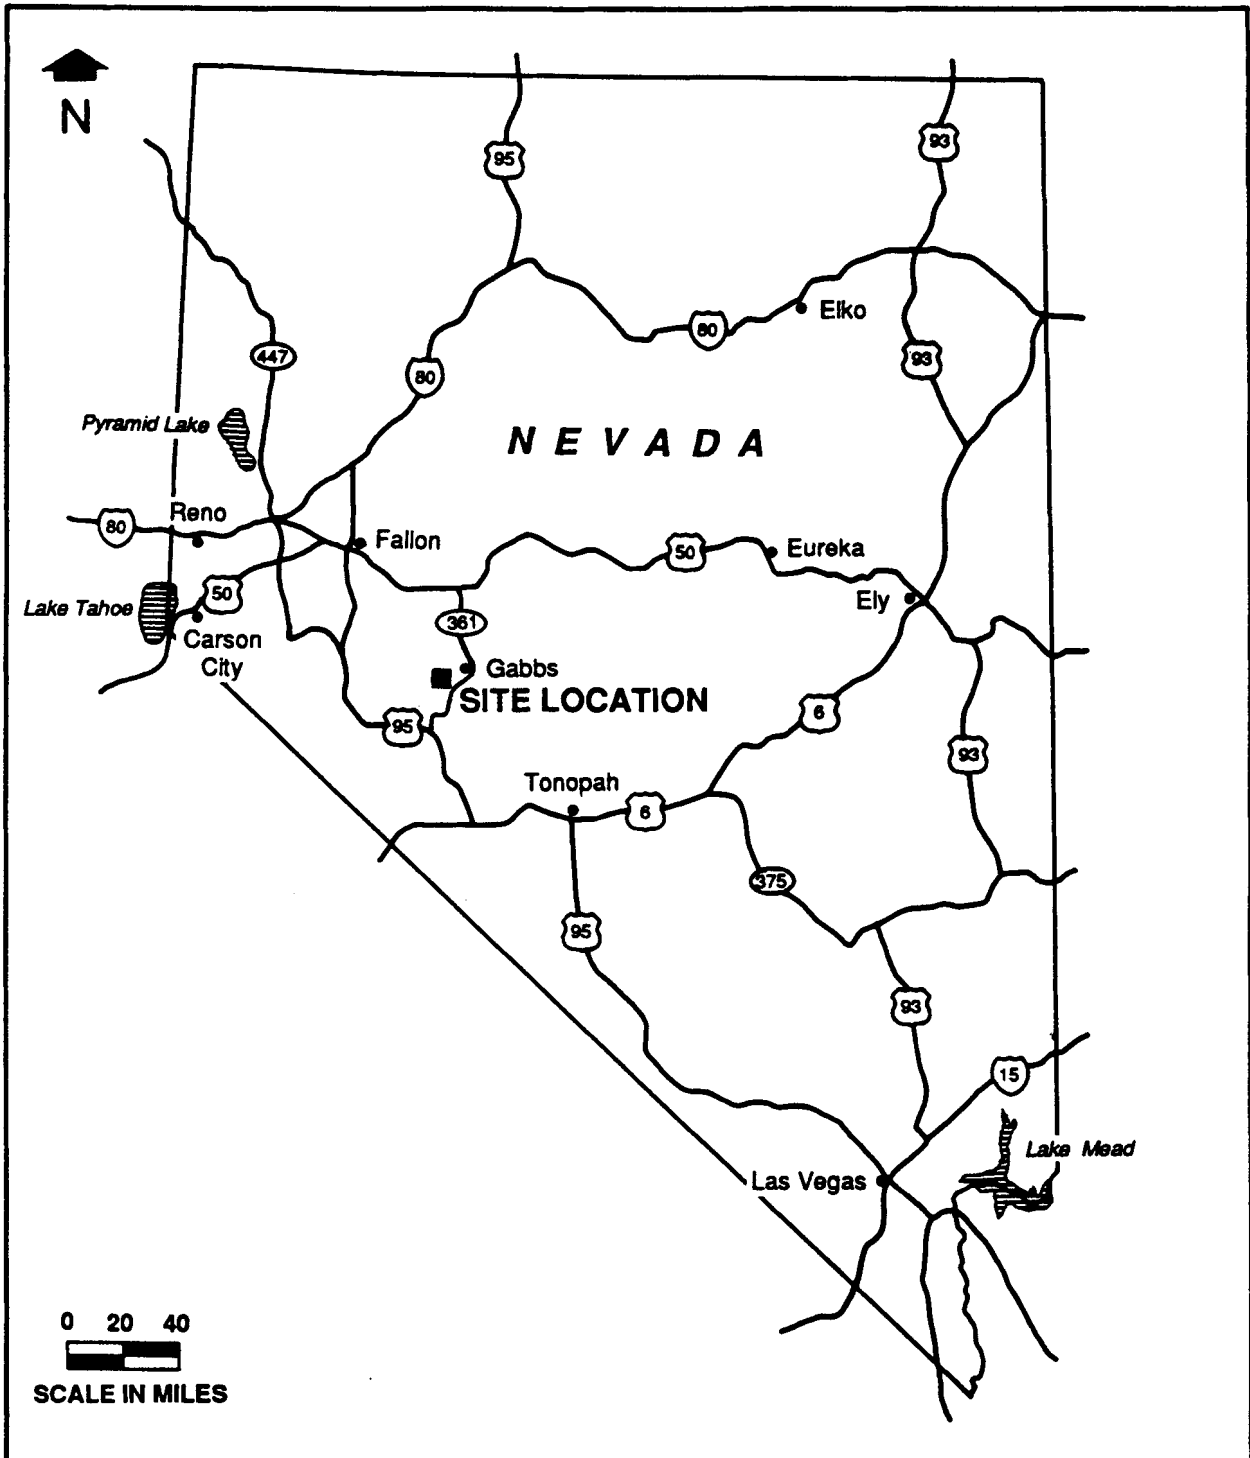 N
95
93
Elko
80
93
447
80
Pyramid Lake
NEVADA
Reno
80
Fallon
50
Eureka
50
Ely
Lake Tahoe
361
Carson
City
Gabbs
SITE LOCATION
6
95
93
Tonopah
6
375
95
93
15
Lake Mead
Las Vegas
0 20 40
SCALE IN MILES